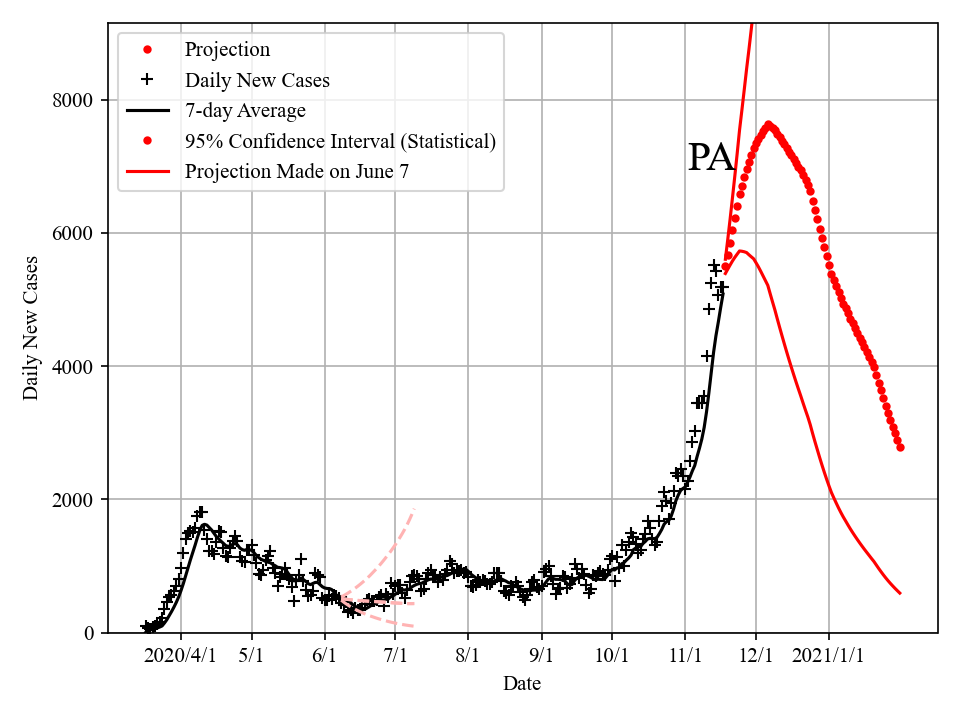 Projection
Daily New Cases
7-day Average
95% Confidence Interval (Statistical)
Projection Made on June 7
PA
8000
6000
4000
2000
0
Daily New Cases
2020/4/1 5/1 6/1 7/1 8/1 9/1 10/1 11/1 12/1 2021/1/1
Date